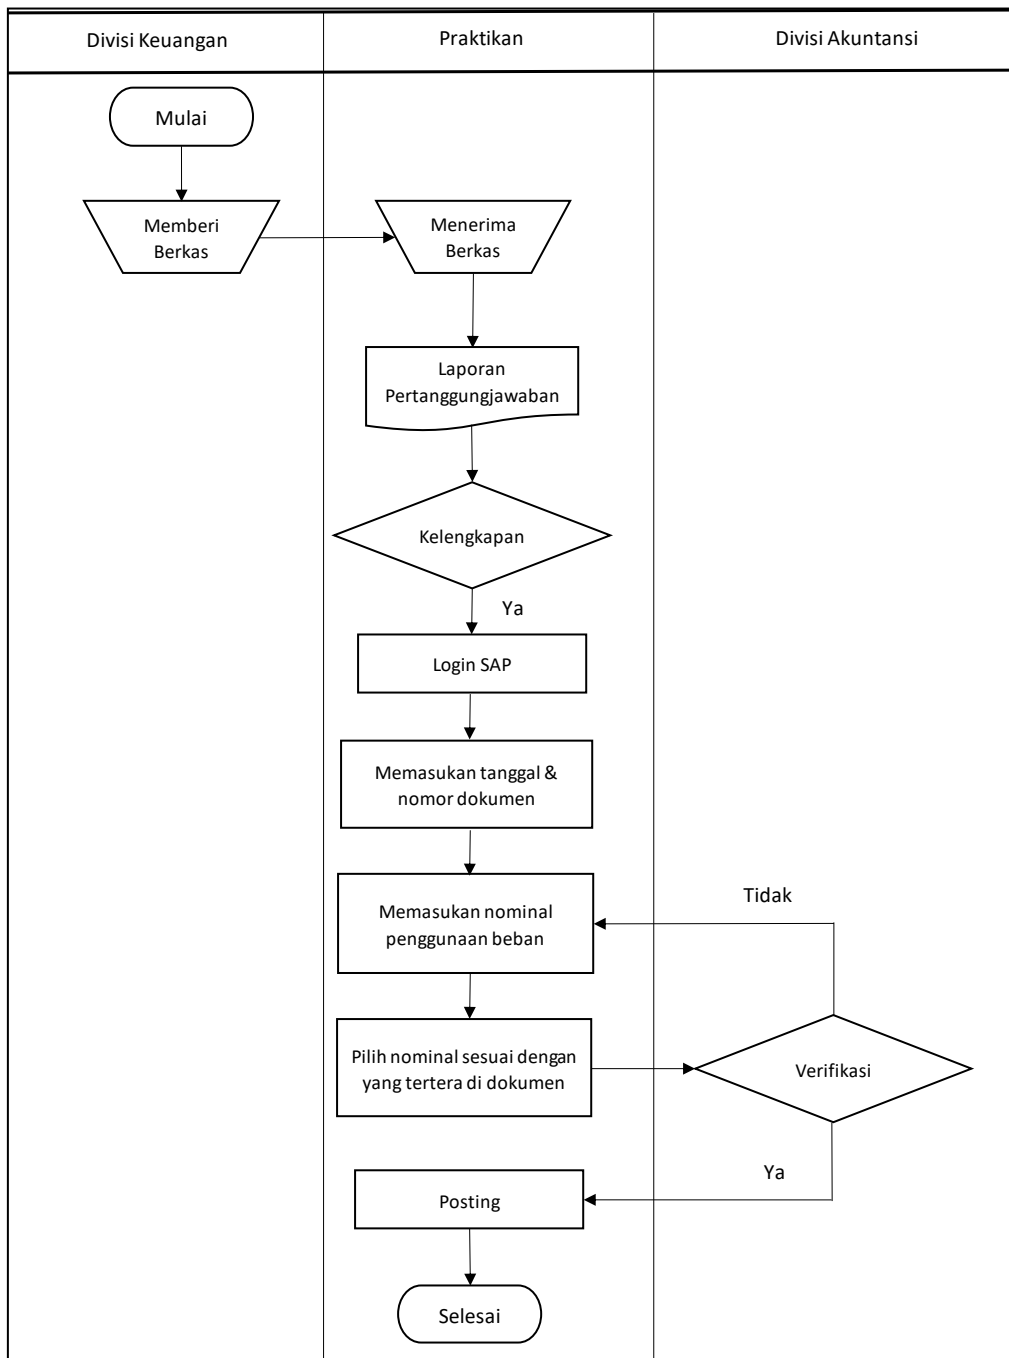 Divisi Keuangan
Praktikan
Divisi Akuntansi
Mulai
Memberi
Berkas
Menerima
Berkas
Laporan
Pertanggungjawaban
Kelengkapan
Ya
Login SAP
Memasukan tanggal &
nomor dokumen
Memasukan nominal
penggunaan beban
Tidak
Pilih nominal sesuai dengan
yang tertera di dokumen
Verifikasi
Ya
Posting
Selesai